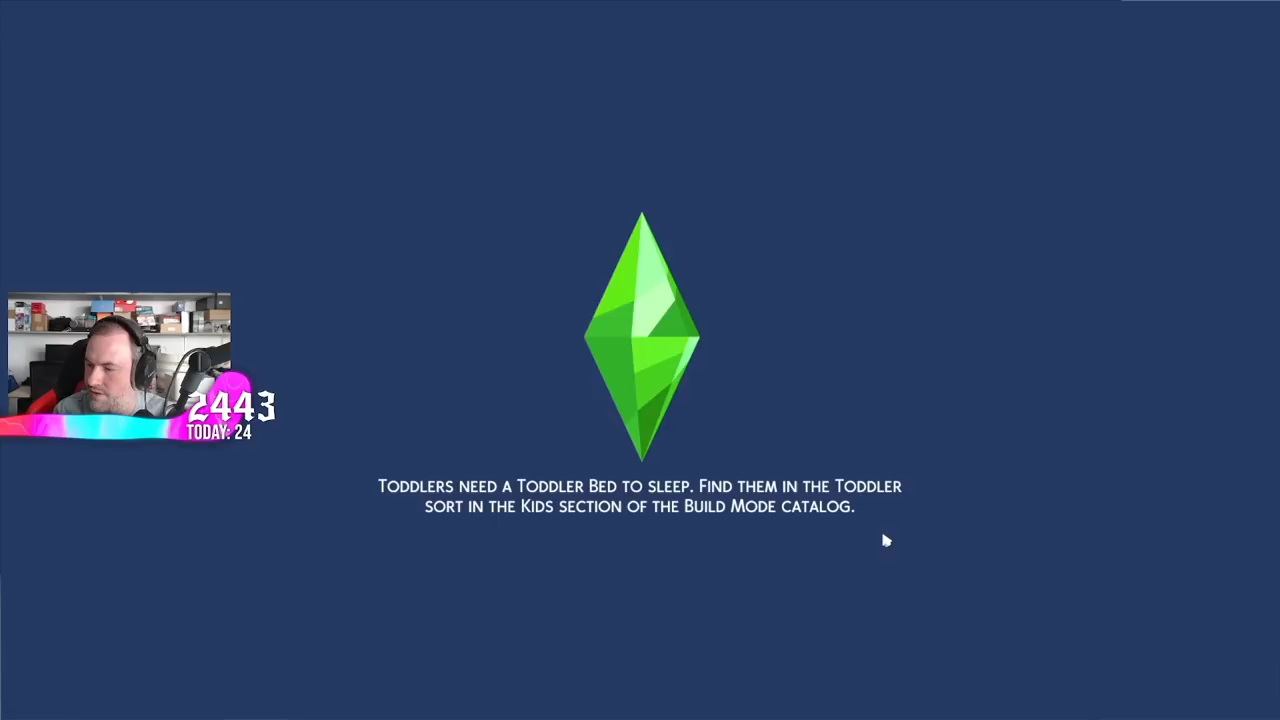 2443
TODAY: 24
TODDLERS NEED A TODDLER BED TO SLEEP. FIND THEM IN THE TODDLER
SORT IN THE KIDS SECTION OF THE BUILD MODE CATALOG.